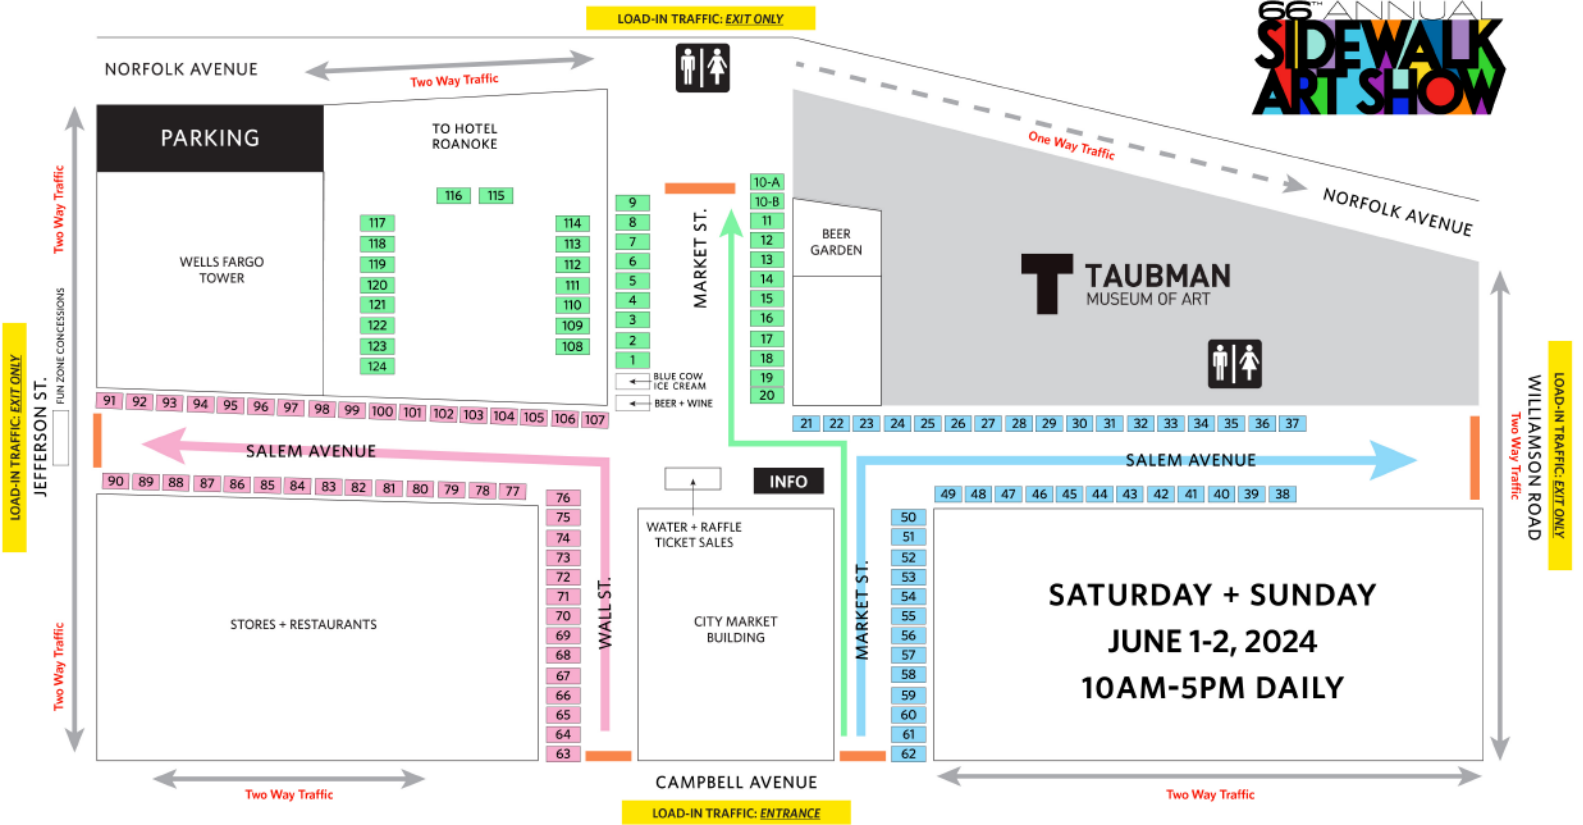 LOAD-IN TRAFFIC: EXIT ONLY
66TH ANNUAL
SIDEWALK
ART SHOW
NORFOLK AVENUE
Two Way Traffic
One Way Traffic
NORFOLK AVENUE
PARKING
TO HOTEL
ROANOKE
Two Way Traffic
WELLS FARGO
TOWER
116 115
117
118
119
120
121
122
123
124
114
113
112
111
110
109
108
9
8
7
6
5
4
3
2
1
BLUE COW
ICE CREAM
BEER + WINE
MARKET ST.
10-A
10-B
11
12
13
14
15
16
17
18
19
20
BEER
GARDEN
TAUBMAN
MUSEUM OF ART
FUN ZONE CONCESSIONS
JEFFERSON ST.
LOAD-IN TRAFFIC: EXIT ONLY
91 92 93 94 95 96 97 98 99 100 101 102 103 104 105 106 107
SALEM AVENUE
90 89 88 87 86 85 84 83 82 81 80 79 78 77
21 22 23 24 25 26 27 28 29 30 31 32 33 34 35 36 37
SALEM AVENUE
49 48 47 46 45 44 43 42 41 40 39 38
WILLIAMSON ROAD
Two Way Traffic
LOAD-IN TRAFFIC: EXIT ONLY
INFO
WATER + RAFFLE
TICKET SALES
76
75
74
73
72
71
70
69
68
67
66
65
64
63
WALL ST.
STORES + RESTAURANTS
CITY MARKET
BUILDING
MARKET ST.
50
51
52
53
54
55
56
57
58
59
60
61
62
SATURDAY + SUNDAY
JUNE 1-2, 2024
10AM-5PM DAILY
Two Way Traffic
Two Way Traffic
CAMPBELL AVENUE
Two Way Traffic
LOAD-IN TRAFFIC: ENTRANCE